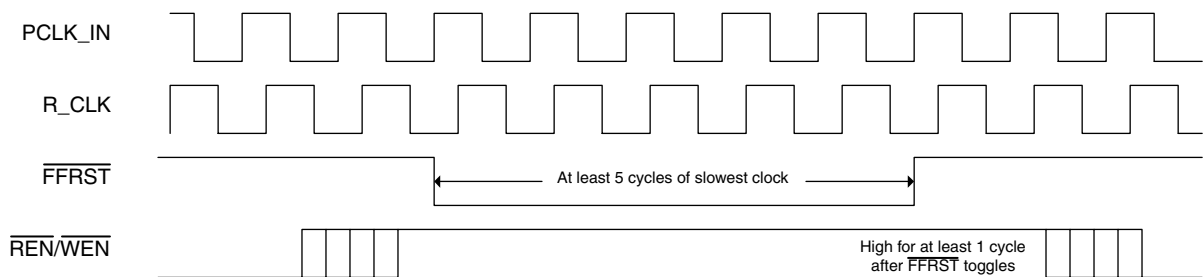 PCLK_IN
R_CLK
FFRST
At least 5 cycles of slowest clock
REN/WEN
High for at least 1 cycle
after FFRST toggles